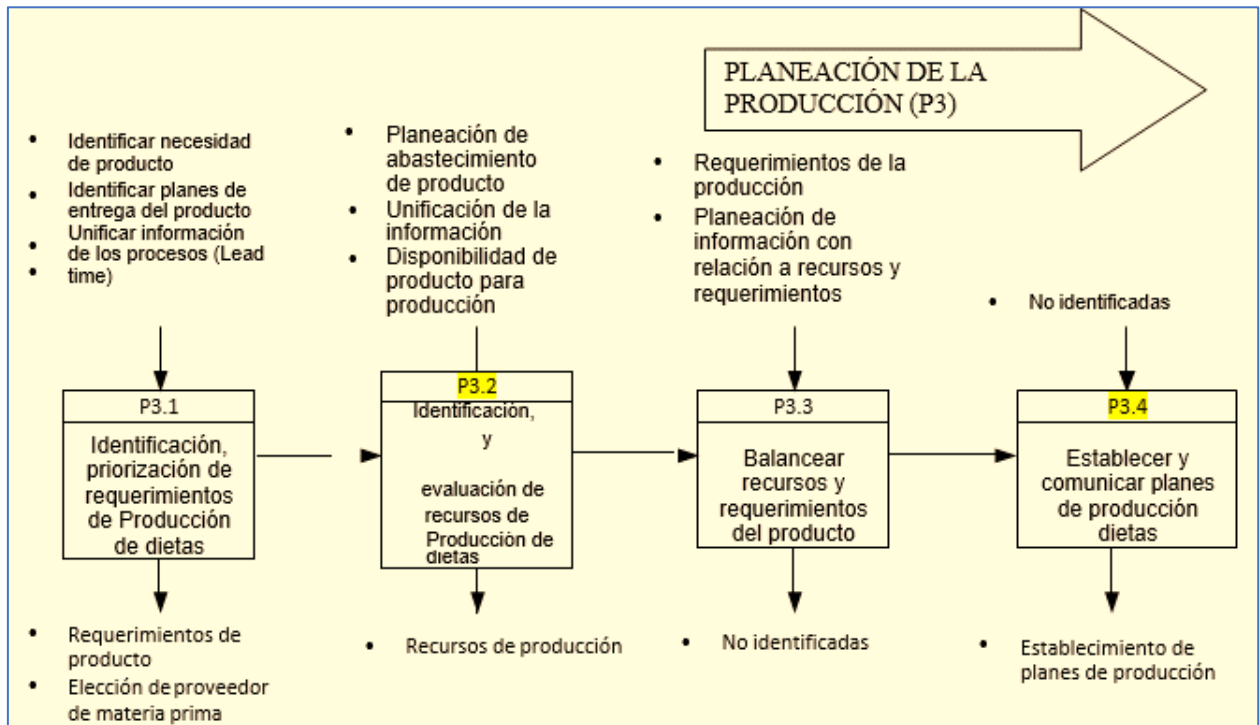 PLANEACIÓN DE LA
PRODUCCIÓN (P3)
• Identificar necesidad
de producto
• Identificar planes de
entrega del producto
• Unificar información
de los procesos (Lead
• time)
• Planeación de
abastecimiento
de producto
• Unificación de la
información
• Disponibilidad de
producto para
producción
• Requerimientos de la
producción
• Planeación de
información con
relación a recursos y
requerimientos
• No identificadas
P3.1
Identificación,
priorización de
requerimientos
de Producción
de dietas
P3.2
Identificación,
y
evaluación de
recursos de
Producción de
dietas
P3.3
Balancear
recursos y
requerimientos
del producto
P3.4
Establecer y
comunicar planes
de producción
dietas
• Requerimientos de
producto
• Elección de proveedor
de materia prima
• Recursos de producción
• No identificadas
• Establecimiento de
planes de producción